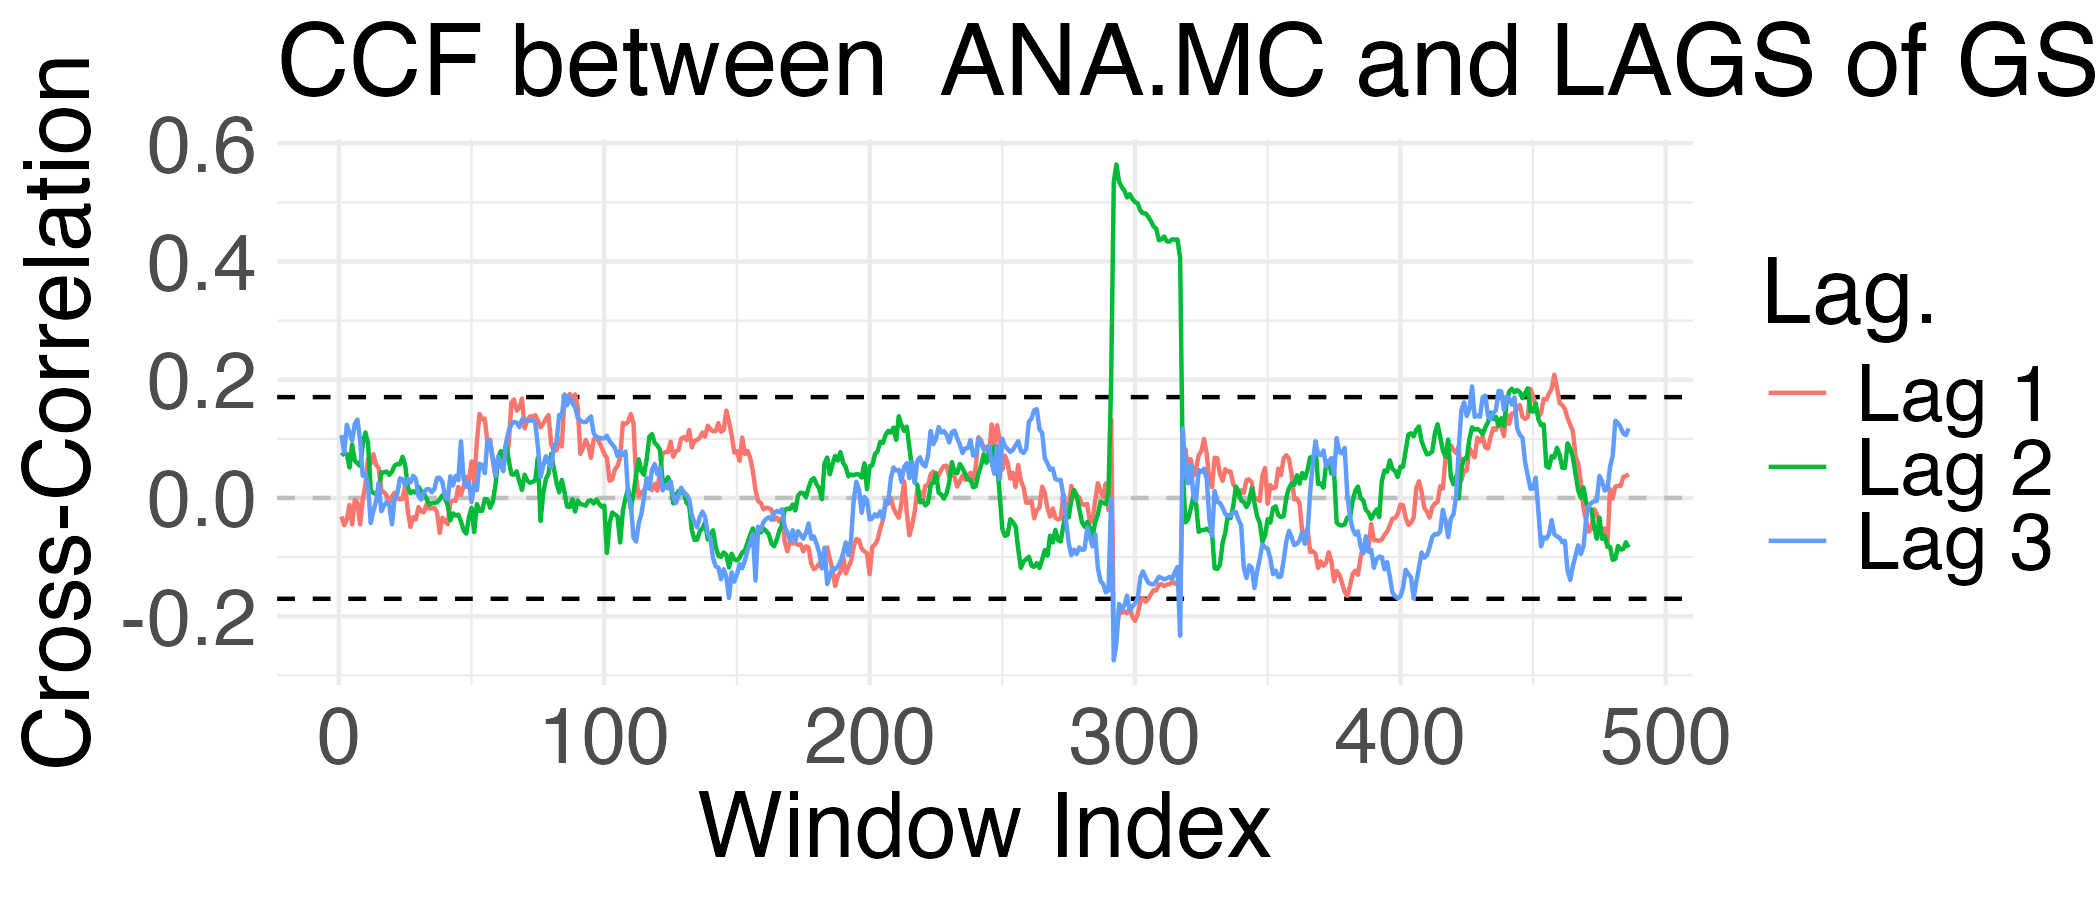 CCF between  ANA.MC and LAGS of GS
Cross-Correlation
0.6
0.4
0.2
0.0
-0.2
0 100 200 300 400 500
Window Index
Lag.
Lag 1
Lag 2
Lag 3